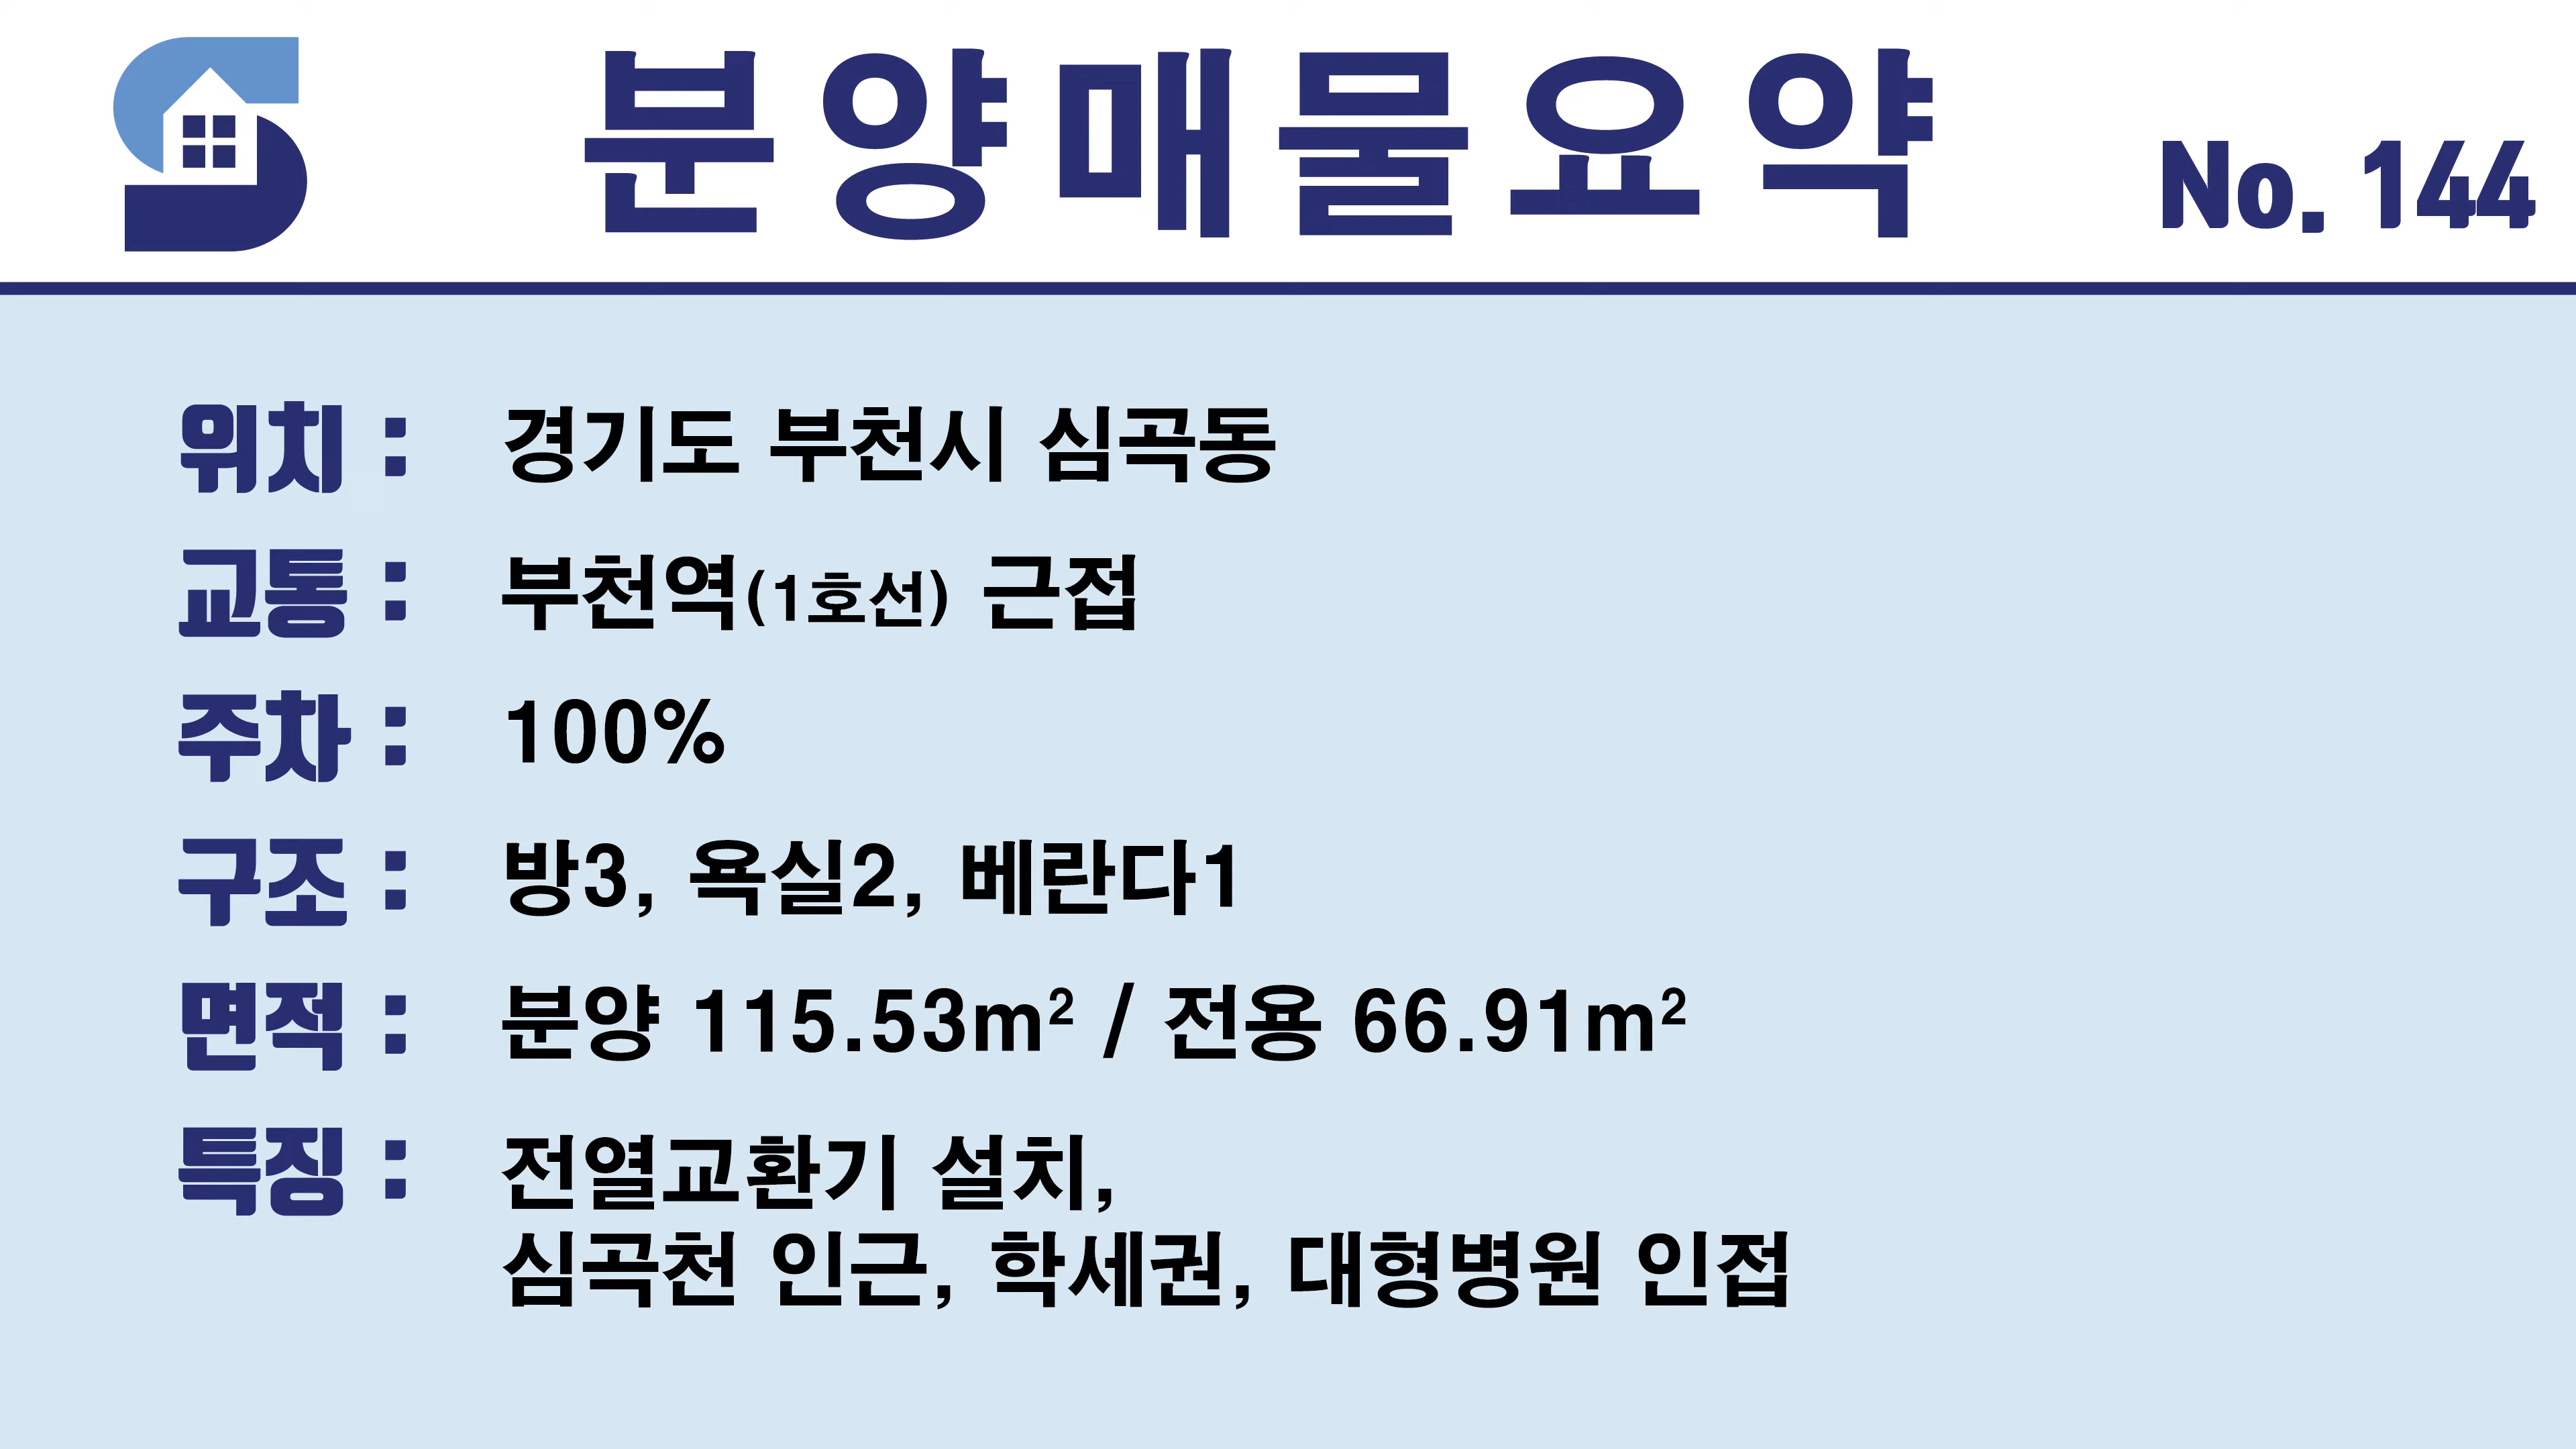 분양매물요약 No. 144
위치 : 경기도 부천시 심곡동
교통 : 부천역(1호선) 근접
주차 : 100%
구조 : 방3, 욕실2, 베란다1
면적 : 분양 115.53m² / 전용 66.91m²
특징 : 전열교환기 설치,
심곡천 인근, 학세권, 대형병원 인접